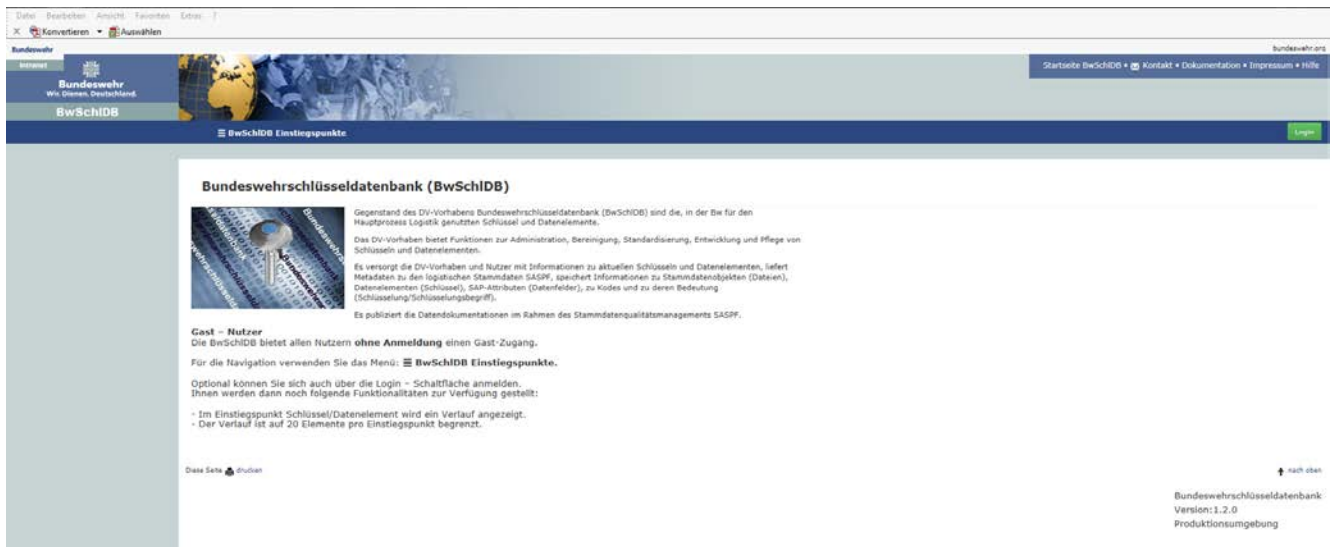 Datei Bearbeiten Ansicht Favoriten Extras ?
X Konvertieren Auswählen
Bundeswehr
bundeswehr.org
Intranet
Bundeswehr
Wir. Dienen. Deutschland.
BwSchlDB
Startseite BwSchlDB • Kontakt • Dokumentation • Impressum • Hilfe
☰ BwSchlDB Einstiegspunkte
Login
Bundeswehrschlüsseldatenbank (BwSchlDB)
Gegenstand des DV-Vorhabens Bundeswehrschlüsseldatenbank (BwSchlDB) sind die, in der Bw für den
Hauptprozess Logistik genutzten Schlüssel und Datenelemente.
Das DV-Vorhaben bietet Funktionen zur Administration, Bereinigung, Standardisierung, Entwicklung und Pflege von
Schlüsseln und Datenelementen.
Es versorgt die DV-Vorhaben und Nutzer mit Informationen zu aktuellen Schlüsseln und Datenelementen, liefert
Metadaten zu den logistischen Stammdaten SASPF, speichert Informationen zu Stammdatenobjekten (Dateien),
Datenelementen (Schlüssel), SAP-Attributen (Datenfelder), zu Kodes und zu deren Bedeutung
(Schlüsselung/Schlüsselungsbegriff).
Es publiziert die Datendokumentationen im Rahmen des Stammdatenqualitätsmanagements SASPF.
Gast – Nutzer
Die BwSchlDB bietet allen Nutzern ohne Anmeldung einen Gast-Zugang.
Für die Navigation verwenden Sie das Menü: ☰ BwSchlDB Einstiegspunkte.
Optional können Sie sich auch über die Login – Schaltfläche anmelden.
Ihnen werden dann noch folgende Funktionalitäten zur Verfügung gestellt:
- Im Einstiegspunkt Schlüssel/Datenelement wird ein Verlauf angezeigt.
- Der Verlauf ist auf 20 Elemente pro Einstiegspunkt begrenzt.
Diese Seite drucken
nach oben
Bundeswehrschlüsseldatenbank
Version:1.2.0
Produktionsumgebung